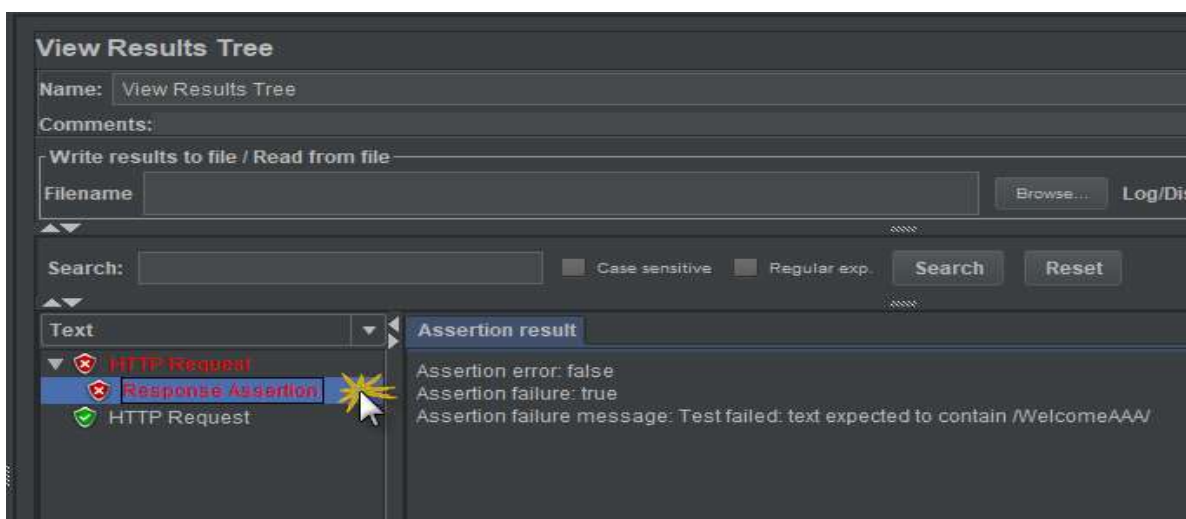 View Results Tree
Name: View Results Tree
Comments:
Write results to file / Read from file
Filename Browse... Log/Dis
Search: Case sensitive Regular exp. Search Reset
Text Assertion result
HTTP Request Assertion error: false
Response Assertion Assertion failure: true
HTTP Request Assertion failure message: Test failed: text expected to contain /WelcomeAAA/